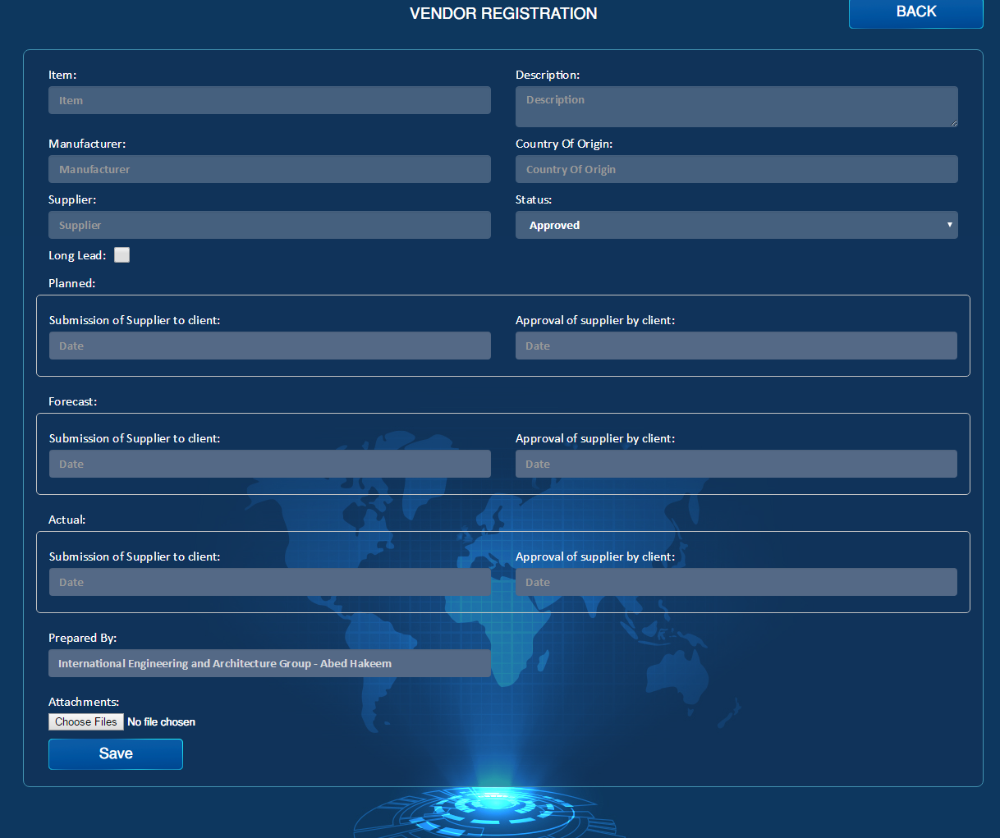 VENDOR REGISTRATION
BACK
Item:
Item
Description:
Description
Manufacturer:
Manufacturer
Country Of Origin:
Country Of Origin
Supplier:
Supplier
Status:
Approved
Long Lead:
Planned:
Submission of Supplier to client:
Date
Approval of supplier by client:
Date
Forecast:
Submission of Supplier to client:
Date
Approval of supplier by client:
Date
Actual:
Submission of Supplier to client:
Date
Approval of supplier by client:
Date
Prepared By:
International Engineering and Architecture Group - Abed Hakeem
Attachments:
Choose Files No file chosen
Save